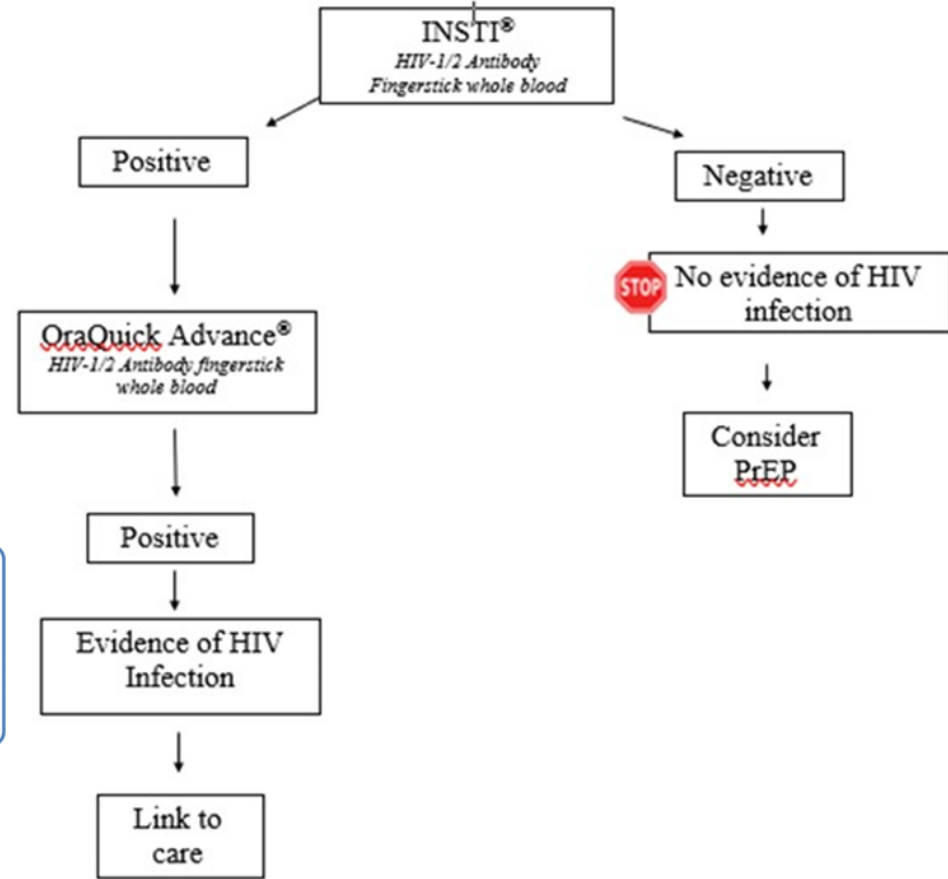 INSTI®
HIV-1/2 Antibody
Fingerstick whole blood
Positive
Negative
STOP
No evidence of HIV
infection
OraQuick Advance®
HIV-1/2 Antibody fingerstick
whole blood
Consider
PrEP
Positive
Evidence of HIV
Infection
Link to
care